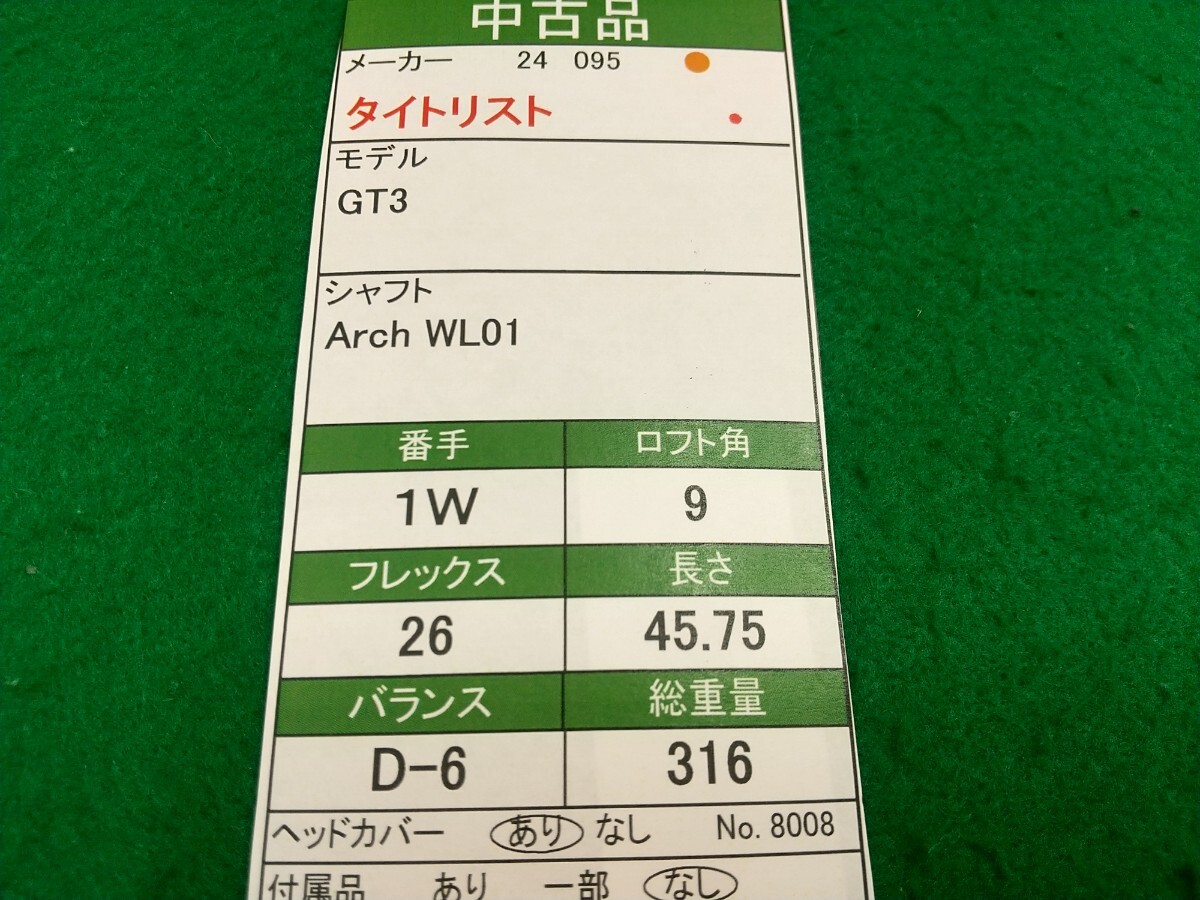 中古品
メーカー 24 095
タイトリスト
モデル
GT3
シャフト
Arch WL01
番手 ロフト角
1W 9
フレックス 長さ
26 45.75
バランス 総重量
D-6 316
ヘッドカバー あり なし No. 8008
付属品 あり 一部 なし